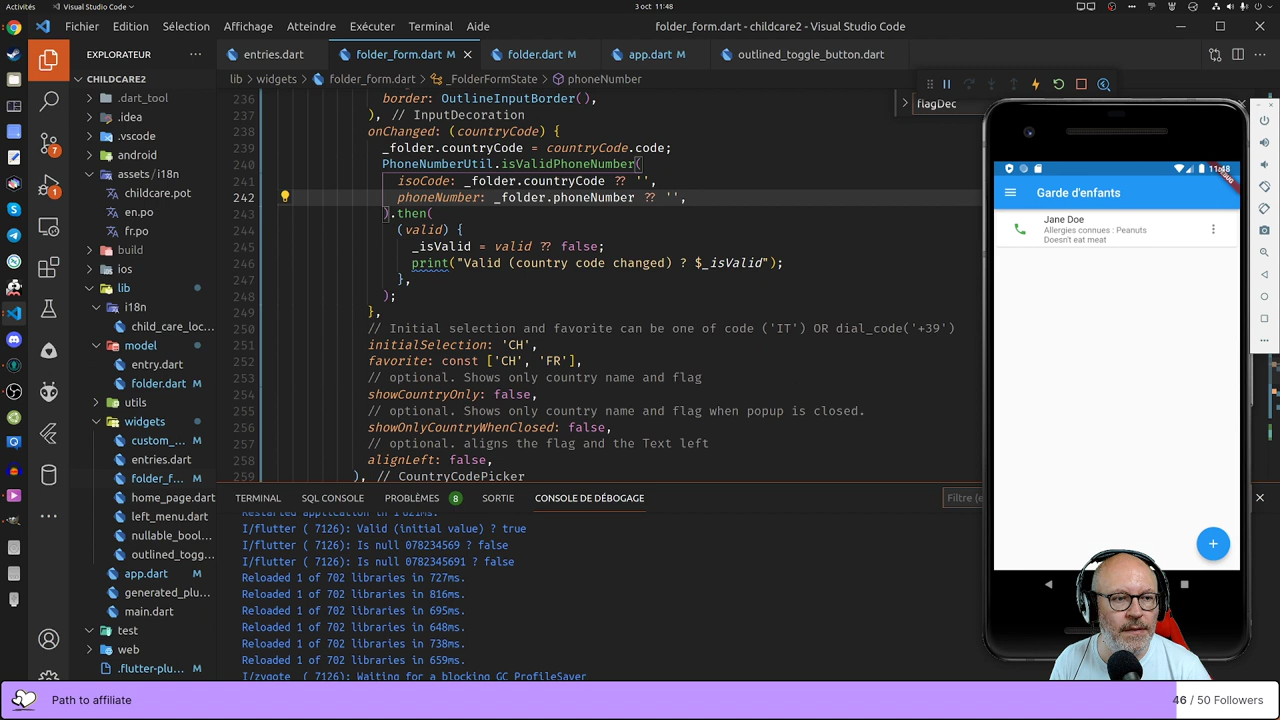 Activités
Visual Studio Code
3 oct 11:48
Fichier Edition Sélection Affichage Atteindre Exécuter Terminal Aide
folder_form.dart - childcare2 - Visual Studio Code
EXPLORATEUR
entries.dart
folder_form.dart M
folder.dart M
app.dart M
outlined_toggle_button.dart
CHILDCARE2
lib > widgets > folder_form.dart > _FolderFormState > phoneNumber
flagDec
.dart_tool
.idea
.vscode
android
assets/i18n
childcare.pot
en.po
fr.po
build
ios
lib
i18n
child_care_loc...
model
entry.dart
folder.dart M
utils
widgets
custom_... M
entries.dart
folder_f... M
home_page.dart
left_menu.dart
nullable_bool...
outlined_togg...
app.dart M
generated_plu...
main.dart
test
web
.flutter-plu...
7
1
236 border: OutlineInputBorder(),
237 ), // InputDecoration
238 onChanged: (countryCode) {
239 _folder.countryCode = countryCode.code;
240 PhoneNumberUtil.isValidPhoneNumber(
241 isoCode: _folder.countryCode ?? '',
242 phoneNumber: _folder.phoneNumber ?? '',
243 ).then(
244 (valid) {
245 _isValid = valid ?? false;
246 print("Valid (country code changed) ? $_isValid");
247 },
248 );
249 },
250 // Initial selection and favorite can be one of code ('IT') OR dial_code('+39')
251 initialSelection: 'CH',
252 favorite: const ['CH', 'FR'],
253 // optional. Shows only country name and flag
254 showCountryOnly: false,
255 // optional. Shows only country name and flag when popup is closed.
256 showOnlyCountryWhenClosed: false,
257 // optional. aligns the flag and the Text left
258 alignLeft: false,
259 ), // CountryCodePicker
TERMINAL SQL CONSOLE PROBLÈMES 8 SORTIE CONSOLE DE DÉBOGAGE
Filtre (e
I/flutter ( 7126): Valid (initial value) ? true
I/flutter ( 7126): Is null 078234569 ? false
I/flutter ( 7126): Is null 0782345691 ? false
Reloaded 1 of 702 libraries in 727ms.
Reloaded 1 of 702 libraries in 816ms.
Reloaded 1 of 702 libraries in 695ms.
Reloaded 1 of 702 libraries in 648ms.
Reloaded 1 of 702 libraries in 738ms.
Reloaded 1 of 702 libraries in 659ms.
I/zygote ( 7126): Waiting for a blocking GC ProfileSaver
11:48
Garde d'enfants
Jane Doe
Allergies connues : Peanuts
Doesn't eat meat
+
Path to affiliate
46 / 50 Followers